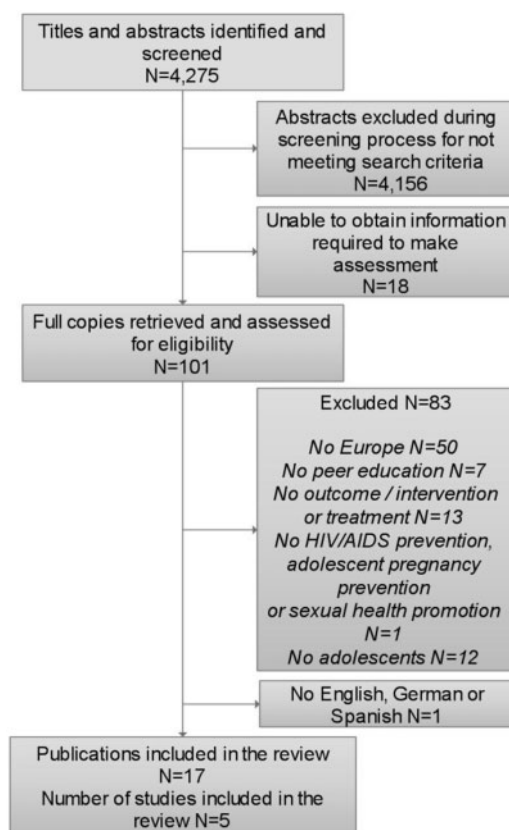 Titles and abstracts identified and
screened
N=4,275
Abstracts excluded during
screening process for not
meeting search criteria
N=4,156
Unable to obtain information
required to make
assessment
N=18
Full copies retrieved and assessed
for eligibility
N=101
Excluded N=83
No Europe N=50
No peer education N=7
No outcome / intervention
or treatment N=13
No HIV/AIDS prevention,
adolescent pregnancy
prevention
or sexual health promotion
N=1
No adolescents N=12
No English, German or
Spanish N=1
Publications included in the review
N=17
Number of studies included in the
review N=5